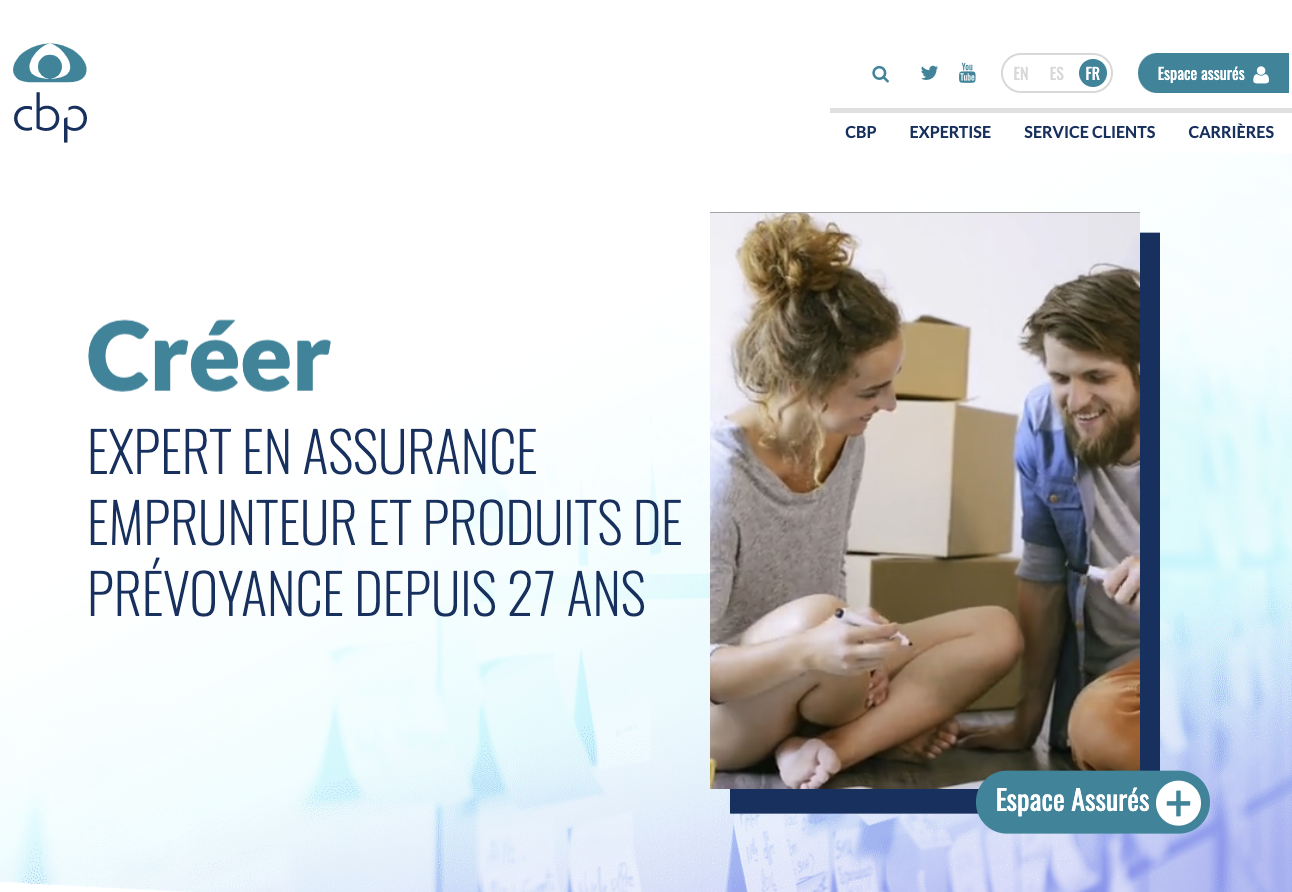 cbp
You
Tube
EN ES FR
Espace assurés
CBP EXPERTISE SERVICE CLIENTS CARRIÈRES
Créer
EXPERT EN ASSURANCE
EMPRUNTEUR ET PRODUITS DE
PRÉVOYANCE DEPUIS 27 ANS
Espace Assurés